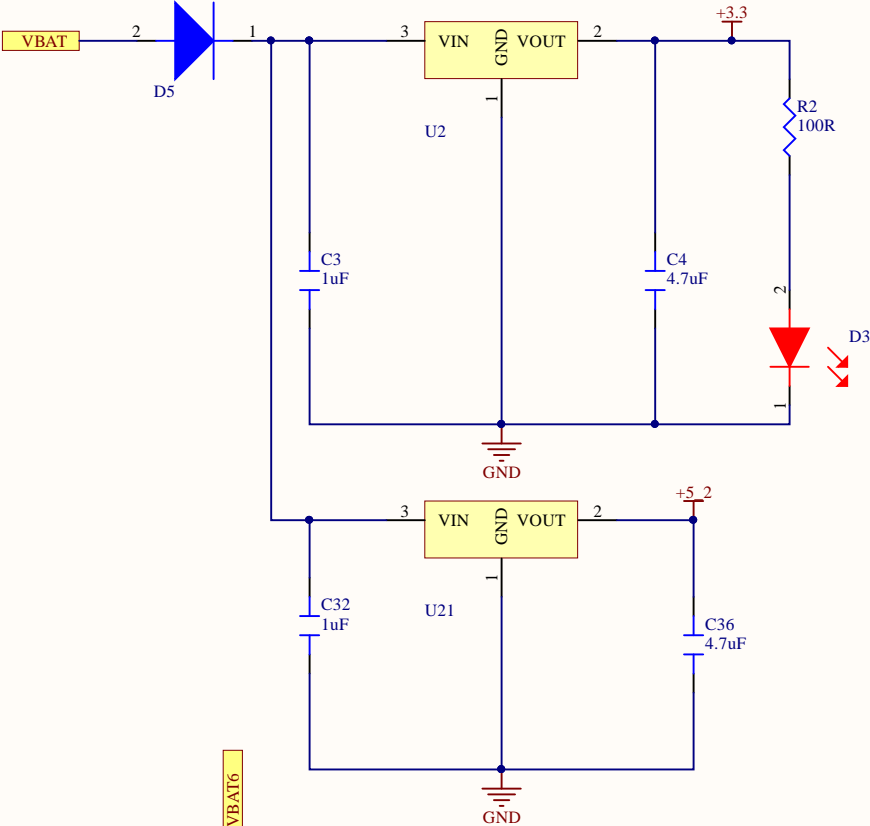 VBAT
2
1
D5
3
VIN
GND
VOUT
2
1
U2
+3.3
R2
100R
C3
1uF
C4
4.7uF
2
D3
1
GND
+5_2
3
VIN
GND
VOUT
2
1
U21
C32
1uF
C36
4.7uF
VBAT6
GND